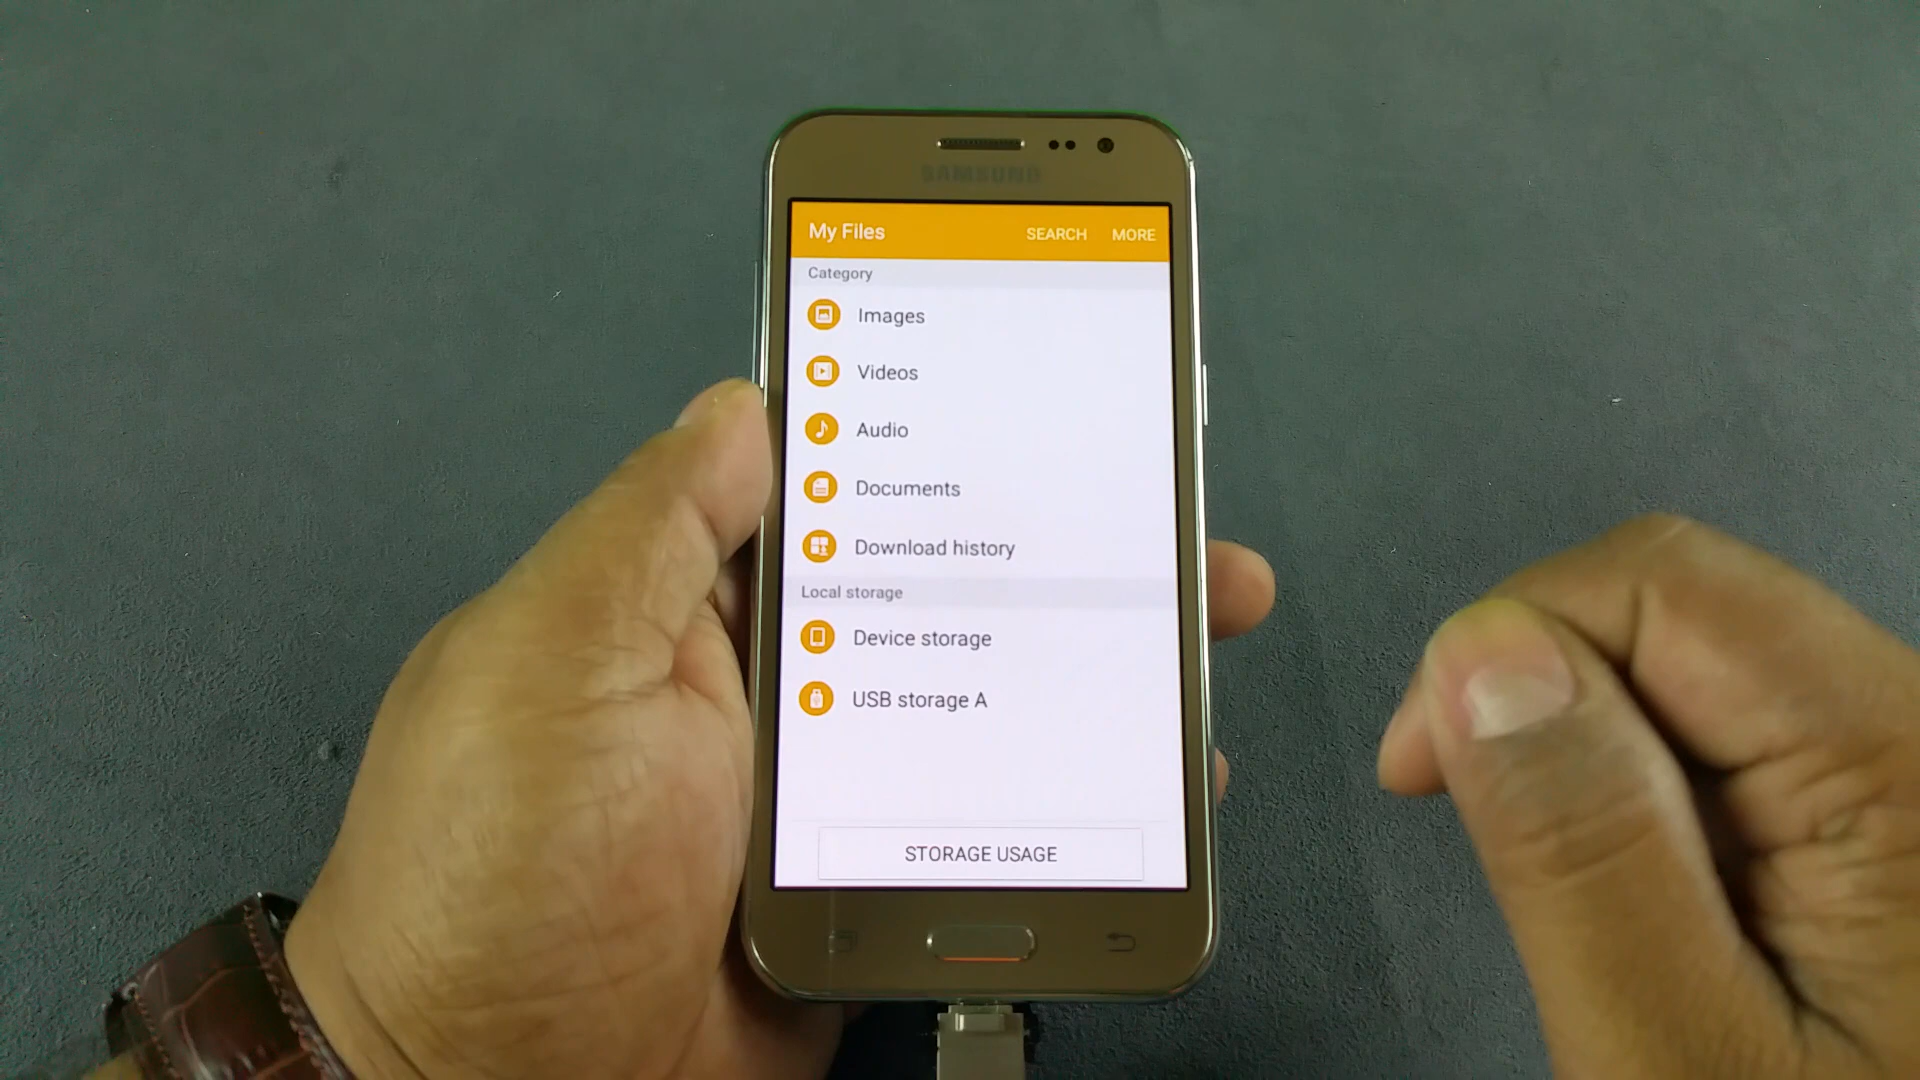 SAMSUNG
My Files SEARCH MORE
Category
Images
Videos
Audio
Documents
Download history
Local storage
Device storage
USB storage A
STORAGE USAGE